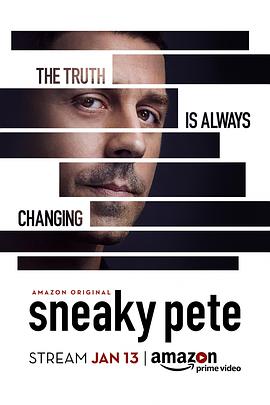 THE TRUTH
IS ALWAYS
CHANGING
AMAZON ORIGINAL
sneaky pete
STREAM JAN 13 | amazon
prime video